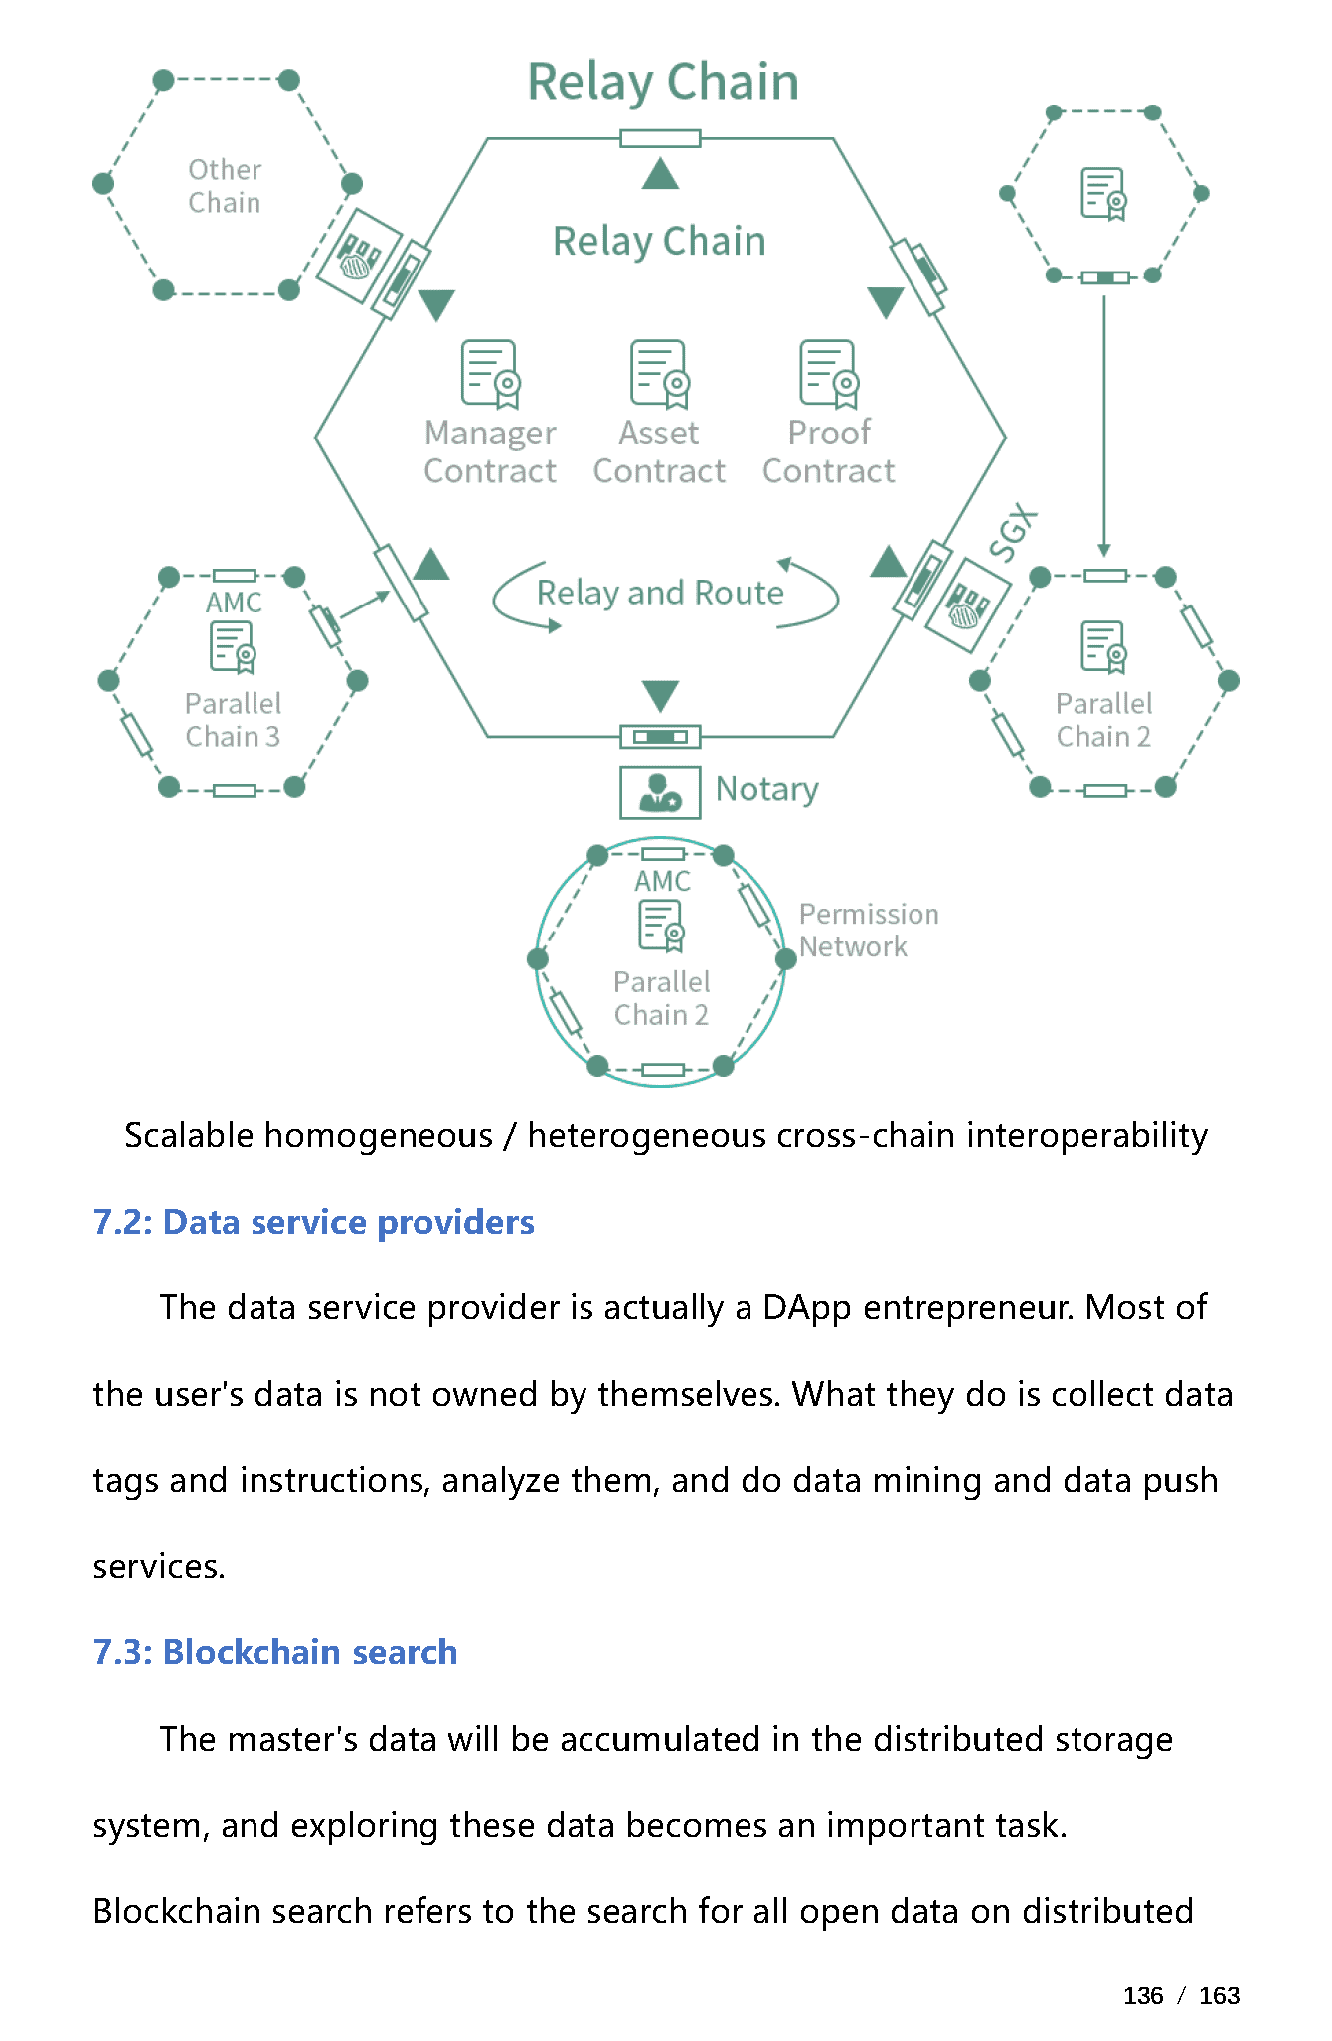 Relay Chain
Other
Chain
Relay Chain
Manager
Contract
Asset
Contract
Proof
Contract
SGX
Relay and Route
AMC
Parallel
Chain 3
Parallel
Chain 2
Notary
AMC
Parallel
Chain 2
Permission
Network
Scalable homogeneous / heterogeneous cross-chain interoperability
7.2: Data service providers
The data service provider is actually a DApp entrepreneur. Most of
the user's data is not owned by themselves. What they do is collect data
tags and instructions, analyze them, and do data mining and data push
services.
7.3: Blockchain search
The master's data will be accumulated in the distributed storage
system, and exploring these data becomes an important task.
Blockchain search refers to the search for all open data on distributed
136 / 163